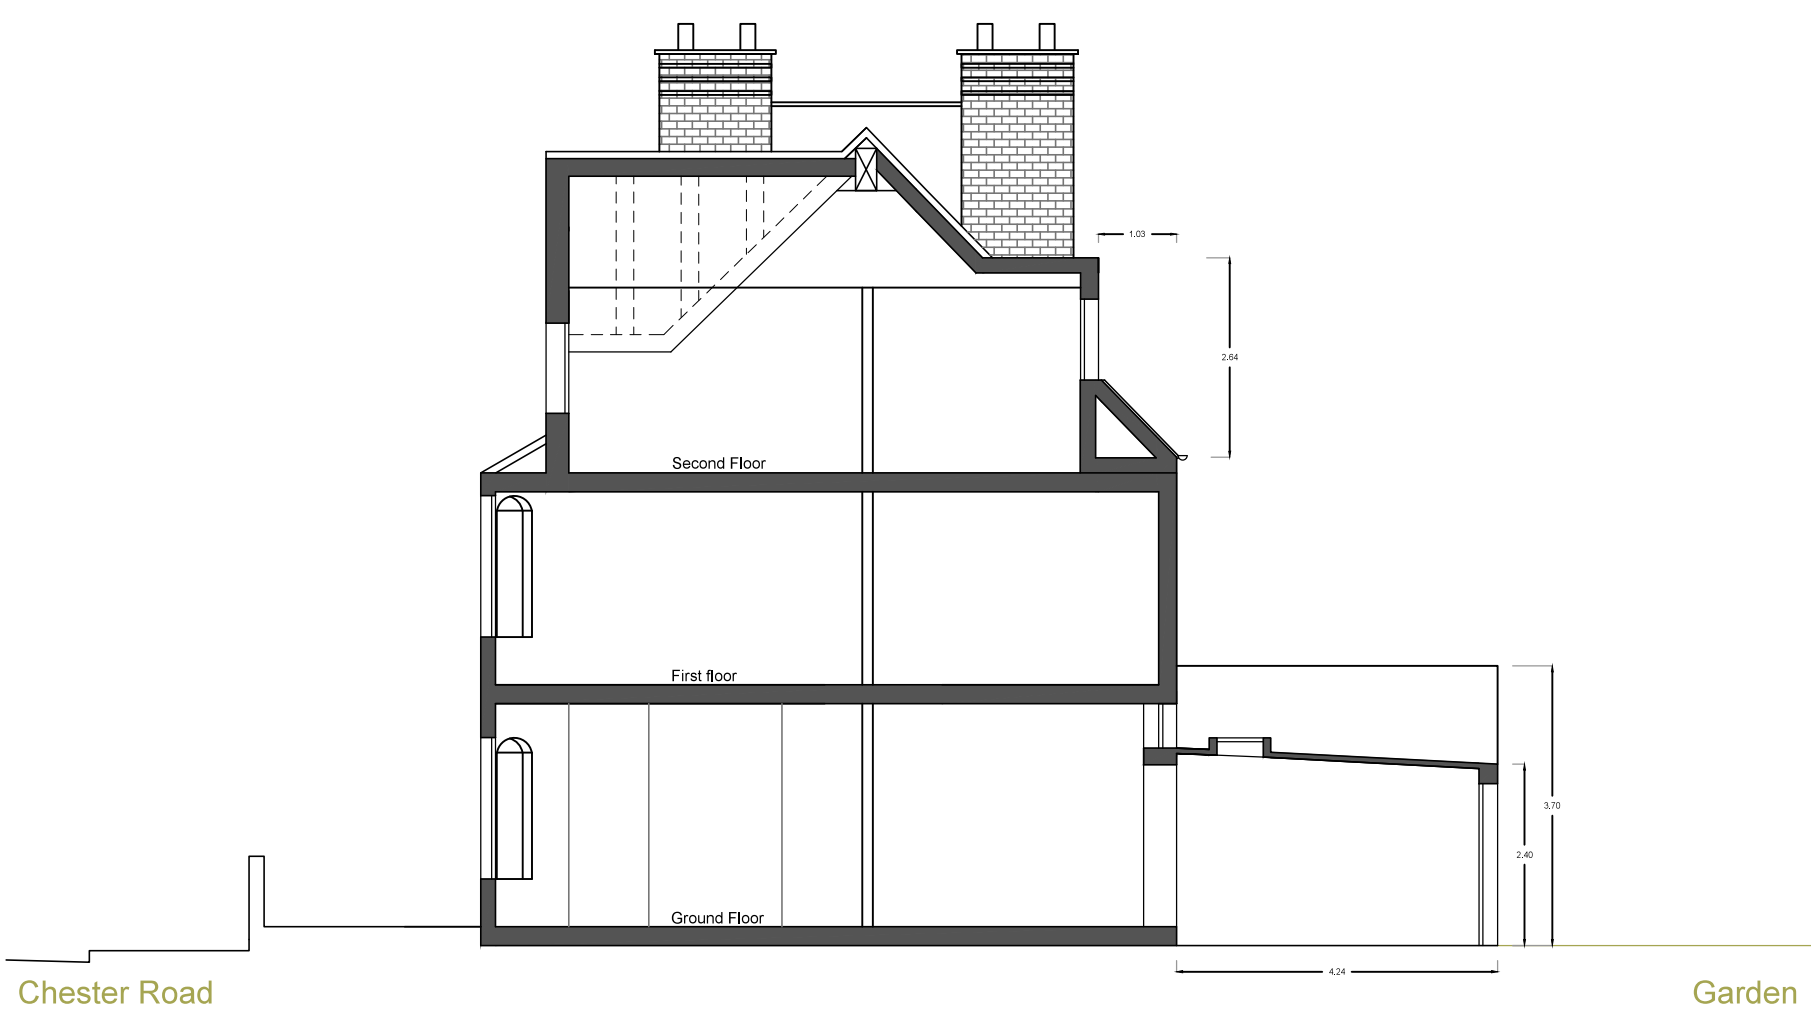 1.03
2.64
Second Floor
First floor
3.70
2.40
Ground Floor
4.24
Chester Road
Garden